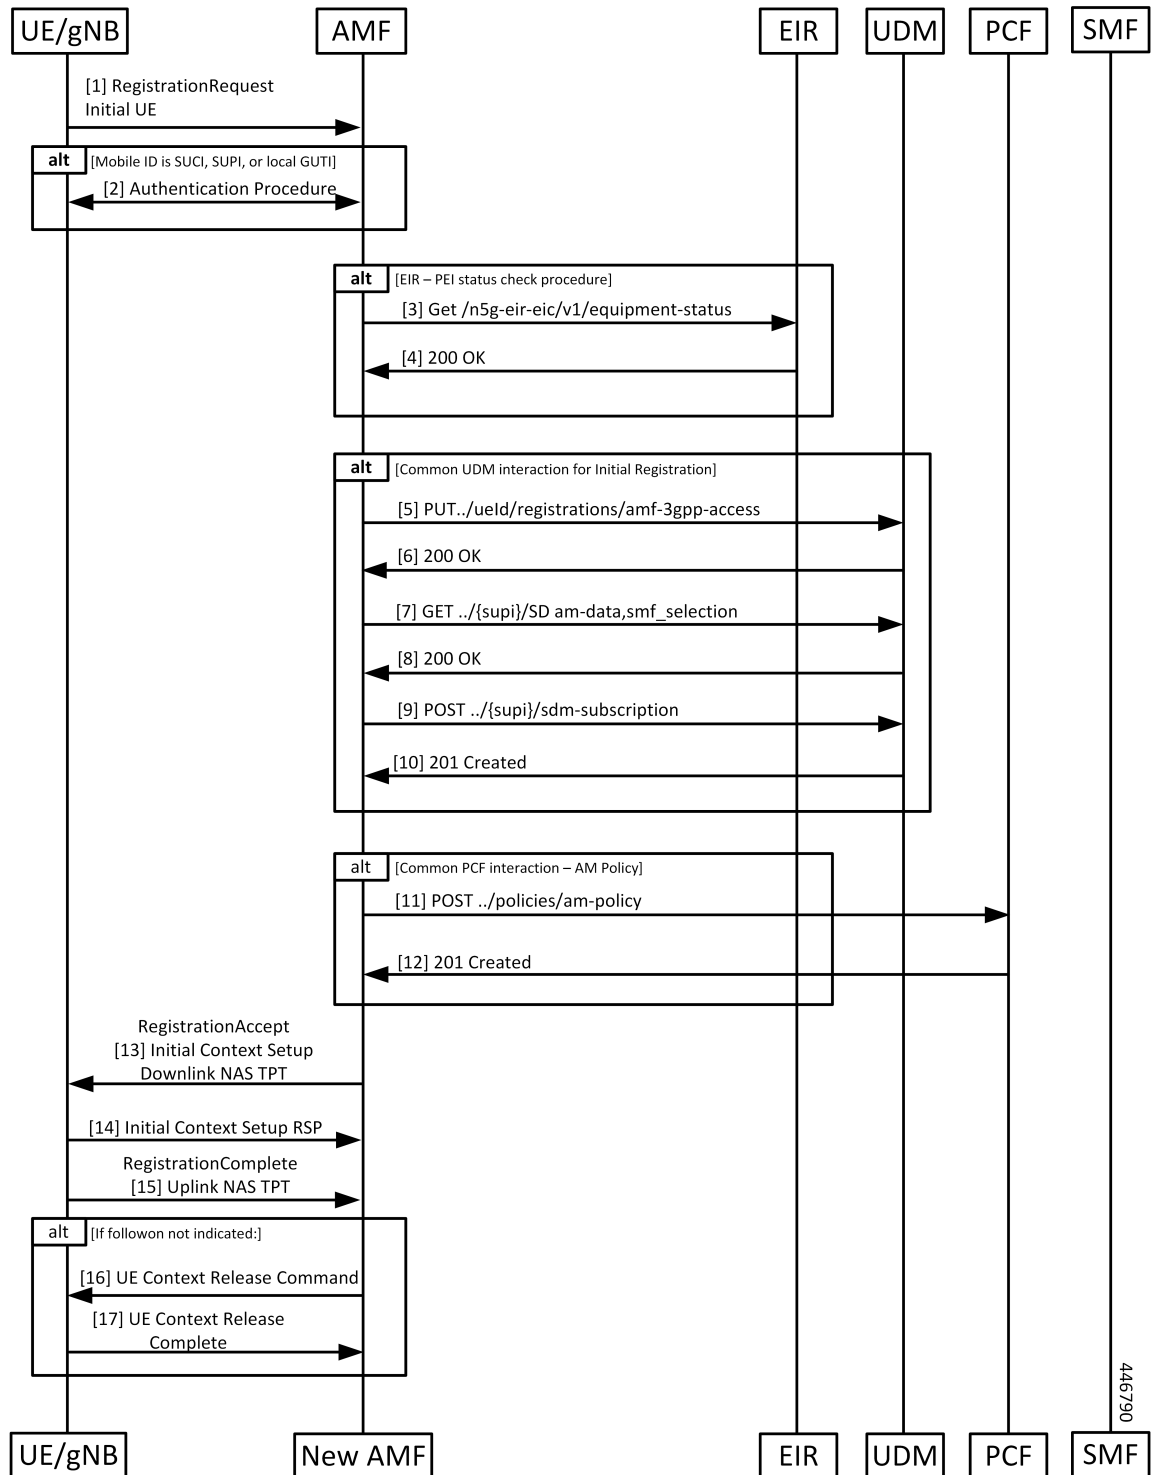 UE/gNB
AMF
EIR
UDM
PCF
SMF
[1] RegistrationRequest
Initial UE
alt
[Mobile ID is SUCI, SUPI, or local GUTI]
[2] Authentication Procedure
alt
[EIR – PEI status check procedure]
[3] Get /n5g-eir-eic/v1/equipment-status
[4] 200 OK
alt
[Common UDM interaction for Initial Registration]
[5] PUT../ueId/registrations/amf-3gpp-access
[6] 200 OK
[7] GET ../{supi}/SD am-data,smf_selection
[8] 200 OK
[9] POST ../{supi}/sdm-subscription
[10] 201 Created
alt
[Common PCF interaction – AM Policy]
[11] POST ../policies/am-policy
[12] 201 Created
RegistrationAccept
[13] Initial Context Setup
Downlink NAS TPT
[14] Initial Context Setup RSP
RegistrationComplete
[15] Uplink NAS TPT
alt
[If followon not indicated:]
[16] UE Context Release Command
[17] UE Context Release
Complete
446790
UE/gNB
New AMF
EIR
UDM
PCF
SMF